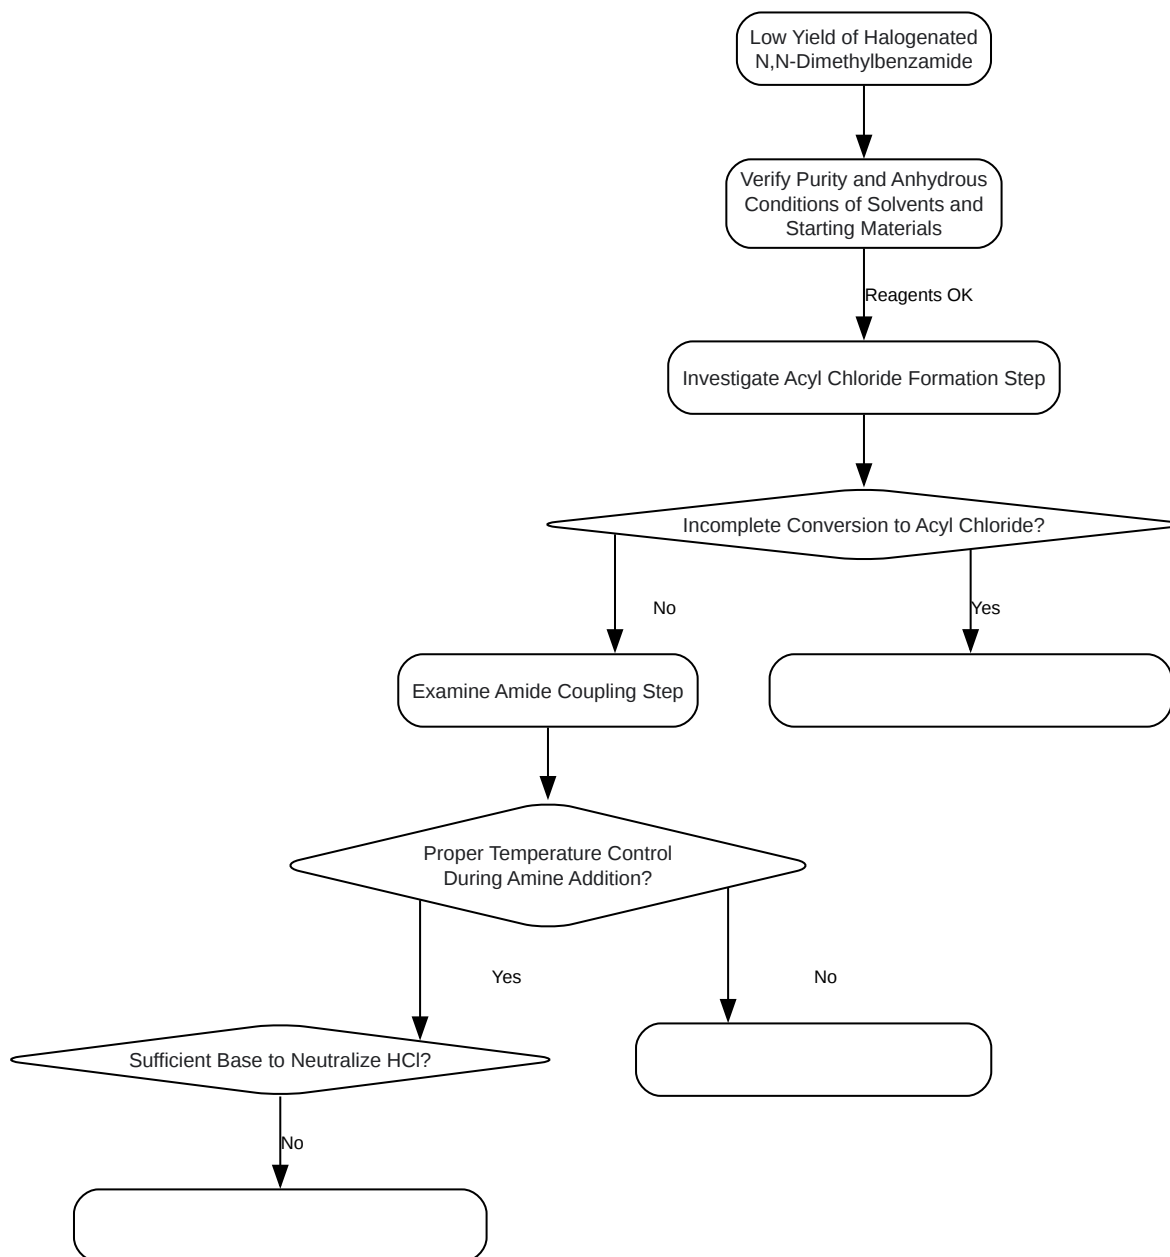 Low Yield of Halogenated
N,N-Dimethylbenzamide
Verify Purity and Anhydrous
Conditions of Solvents and
Starting Materials
Reagents OK
Investigate Acyl Chloride Formation Step
Incomplete Conversion to Acyl Chloride?
No
Yes
Examine Amide Coupling Step
Proper Temperature Control
During Amine Addition?
Yes
No
Sufficient Base to Neutralize HCl?
No